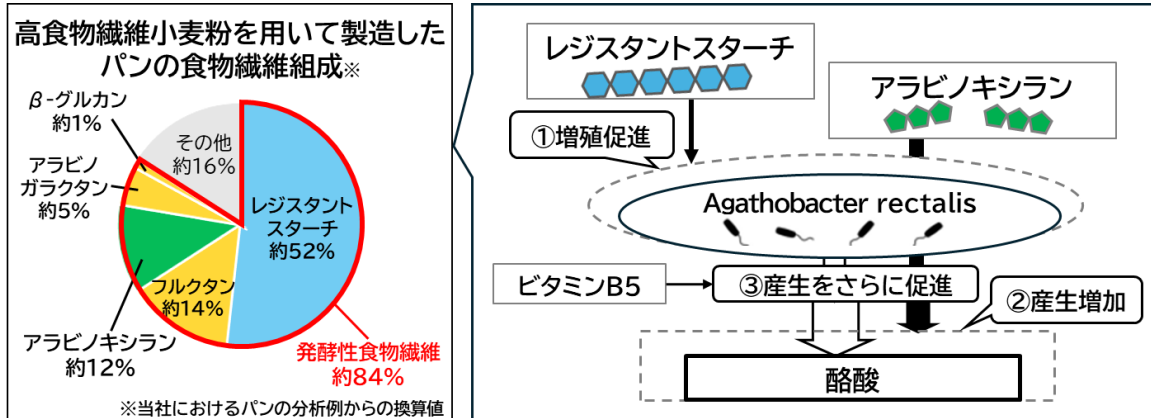 高食物繊維小麦粉を用いて製造した
パンの食物繊維組成※
β-グルカン
約1%
その他
約16%
アラビノ
ガラクタン
約5%
レジスタント
スターチ
約52%
フルクタン
約14%
アラビノキシラン
約12%
発酵性食物繊維
約84%
※当社におけるパンの分析例からの換算値
レジスタントスターチ
アラビノキシラン
①増殖促進
Agathobacter rectalis
ビタミンB5
③産生をさらに促進
②産生増加
酪酸